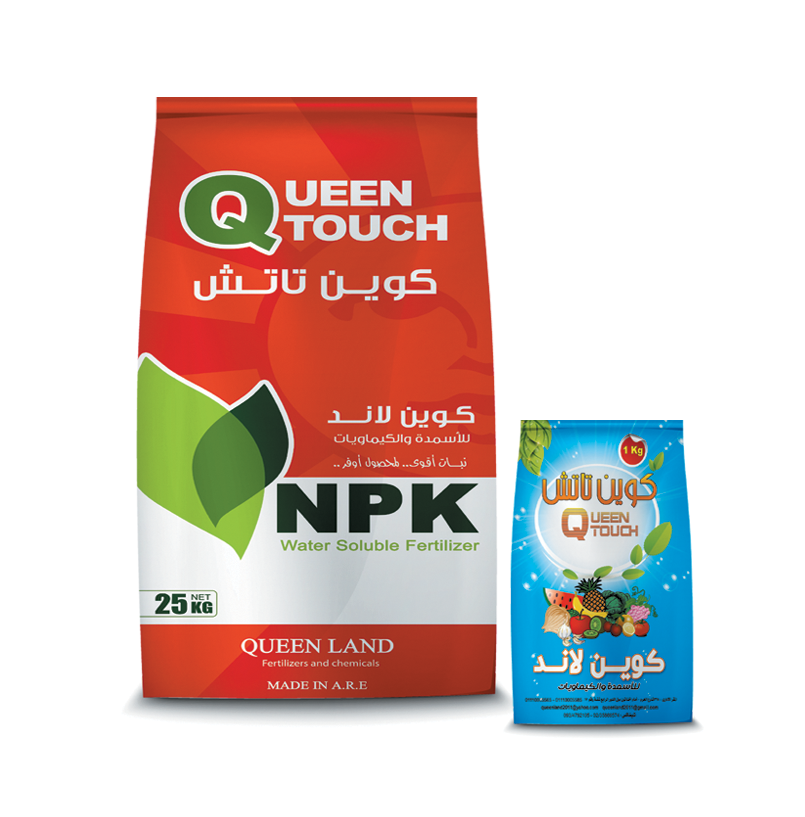 QUEEN
TOUCH
كوين تاتش
كوين لاند
للأسمدة والكيماويات
نبات أقوى.. لمحصول أوفر..
NPK
Water Soluble Fertilizer
25 NET
KG
QUEEN LAND
Fertilizers and chemicals
MADE IN A.R.E
1 Kg
كوين تاتش
QUEEN
TOUCH
كوين لاند
للأسمدة والكيماويات